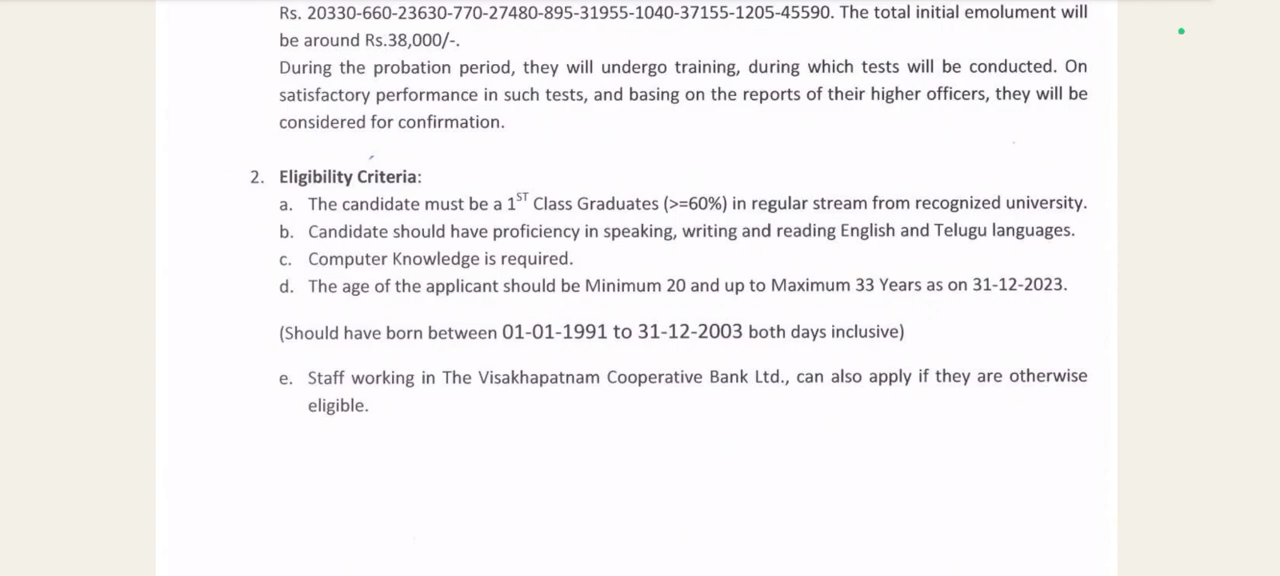 Rs. 20330-660-23630-770-27480-895-31955-1040-37155-1205-45590. The total initial emolument will
be around Rs.38,000/-.
During the probation period, they will undergo training, during which tests will be conducted. On
satisfactory performance in such tests, and basing on the reports of their higher officers, they will be
considered for confirmation.
2. Eligibility Criteria:
a. The candidate must be a 1ST Class Graduates (>=60%) in regular stream from recognized university.
b. Candidate should have proficiency in speaking, writing and reading English and Telugu languages.
c. Computer Knowledge is required.
d. The age of the applicant should be Minimum 20 and up to Maximum 33 Years as on 31-12-2023.
(Should have born between 01-01-1991 to 31-12-2003 both days inclusive)
e. Staff working in The Visakhapatnam Cooperative Bank Ltd., can also apply if they are otherwise
eligible.